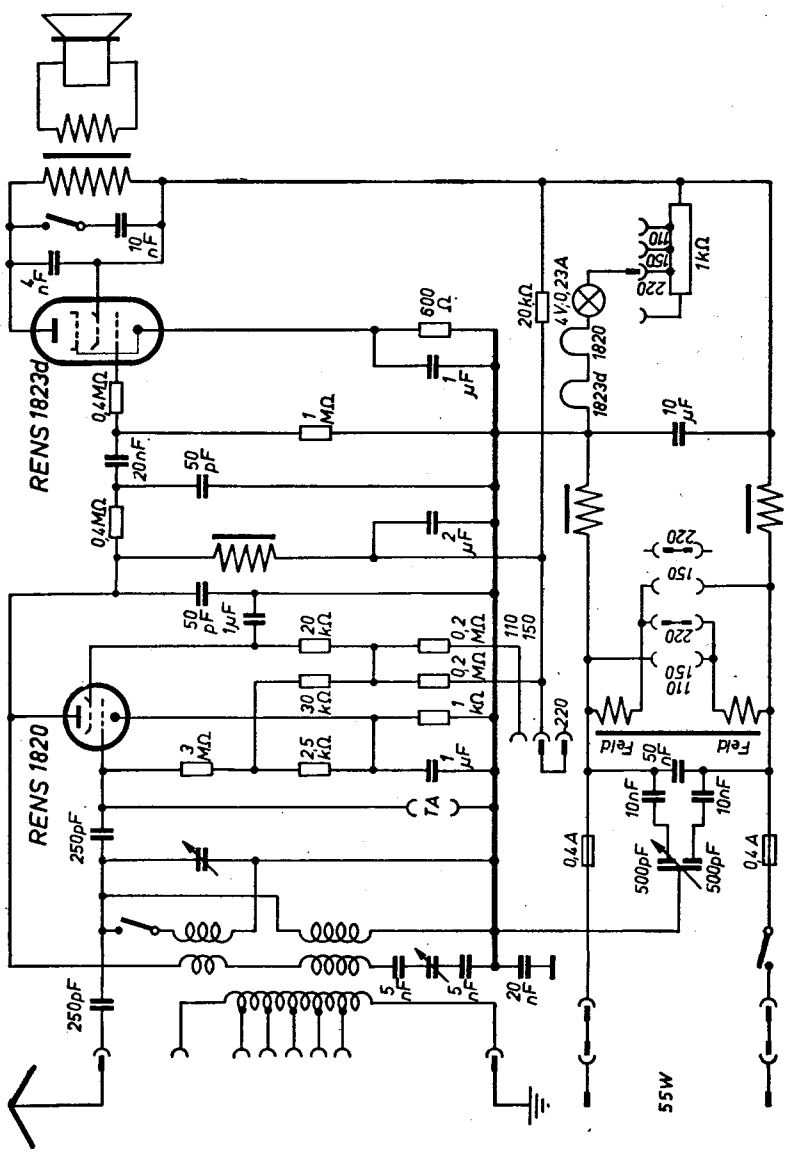 RENS 1823d
RENS 1820
4
nF
10
nF
600
Ω
1
µF
0,4MΩ
20nF
0,4MΩ
50
pF
1
MΩ
2
µF
50
pF
1µF
20
kΩ
30
kΩ
0,2
MΩ
0,2
MΩ
1
kΩ
3
MΩ
2,5
kΩ
1
µF
TA
250pF
250pF
5
nF
5
nF
20
nF
110
150
220
20kΩ
4V;0,23A
1820
1823d
110
150
220
1kΩ
10
µF
220
150
220
150
110
Feld
Feld
50
nF
10nF
10nF
500pF
500pF
0,4A
0,4A
55W